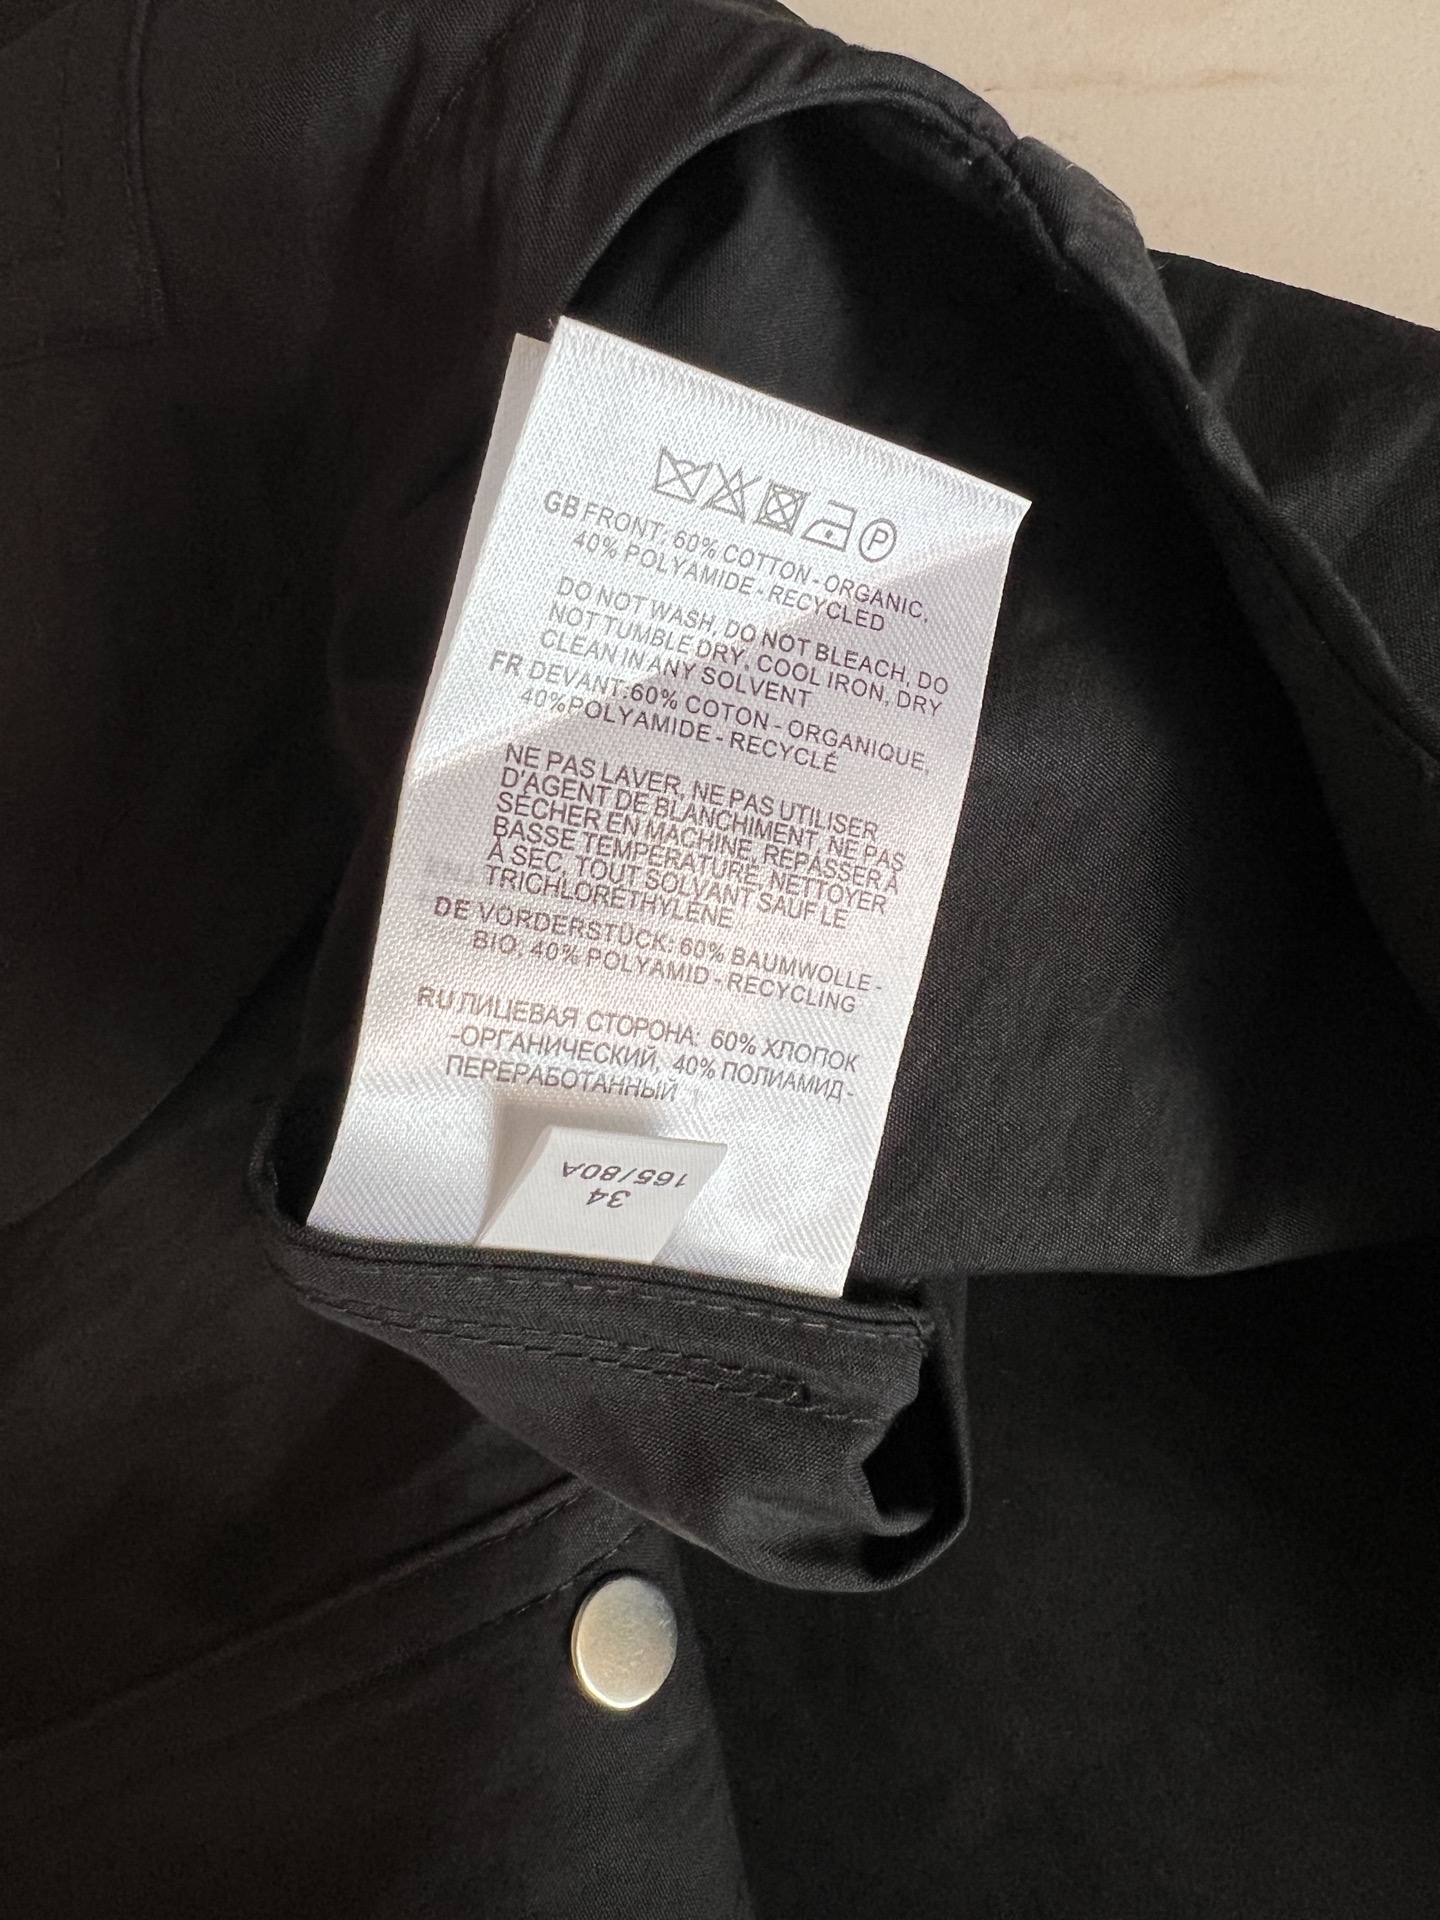 P
GB FRONT: 60% COTTON - ORGANIC,
40% POLYAMIDE - RECYCLED
DO NOT WASH, DO NOT BLEACH, DO
NOT TUMBLE DRY, COOL IRON, DRY
CLEAN IN ANY SOLVENT
FR DEVANT:60% COTON - ORGANIQUE,
40%POLYAMIDE - RECYCLÉ
NE PAS LAVER, NE PAS UTILISER
D'AGENT DE BLANCHIMENT, NE PAS
SÉCHER EN MACHINE, REPASSER À
BASSE TEMPÉRATURE, NETTOYER
À SEC, TOUT SOLVANT SAUF LE
TRICHLORÉTHYLÈNE
DE VORDERSTÜCK: 60% BAUMWOLLE -
BIO, 40% POLYAMID - RECYCLING
RU ЛИЦЕВАЯ СТОРОНА: 60% ХЛОПОК
-ОРГАНИЧЕСКИЙ, 40% ПОЛИАМИД -
ПЕРЕРАБОТАННЫЙ
34
165/80A